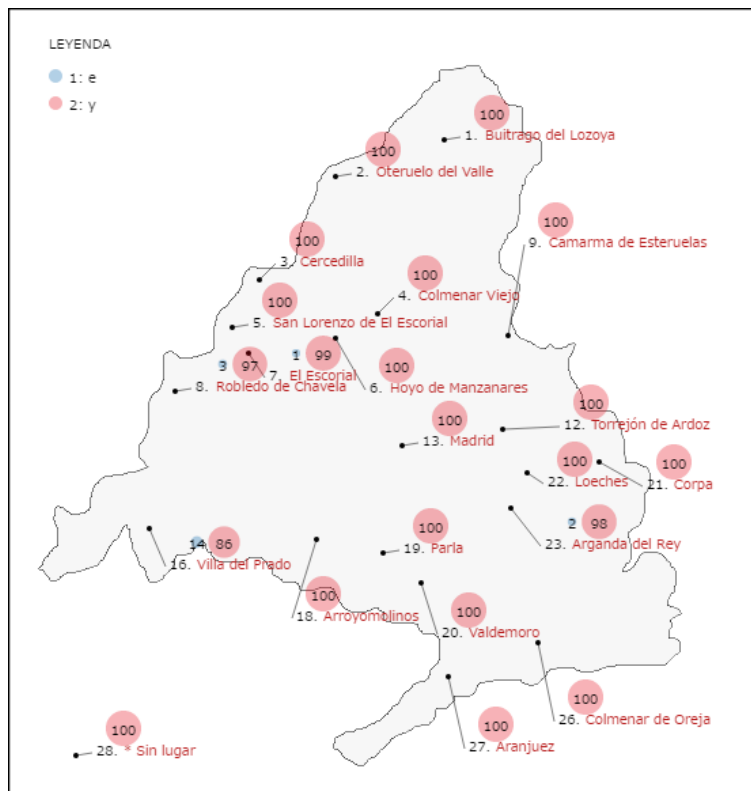 LEYENDA
1: e
2: y
100
1. Buitrago del Lozoya
100
2. Oteruelo del Valle
100
9. Camarma de Esteruelas
100
3. Cercedilla
100
4. Colmenar Viejo
100
5. San Lorenzo de El Escorial
1 99
7. El Escorial
3 97
8. Robledo de Chavela
100
6. Hoyo de Manzanares
100
12. Torrejón de Ardoz
100
13. Madrid
100
22. Loeches
100
21. Corpa
2 98
23. Arganda del Rey
100
19. Parla
14 86
16. Villa del Prado
100
18. Arroyomolinos
100
20. Valdemoro
100
26. Colmenar de Oreja
100
27. Aranjuez
100
28. * Sin lugar